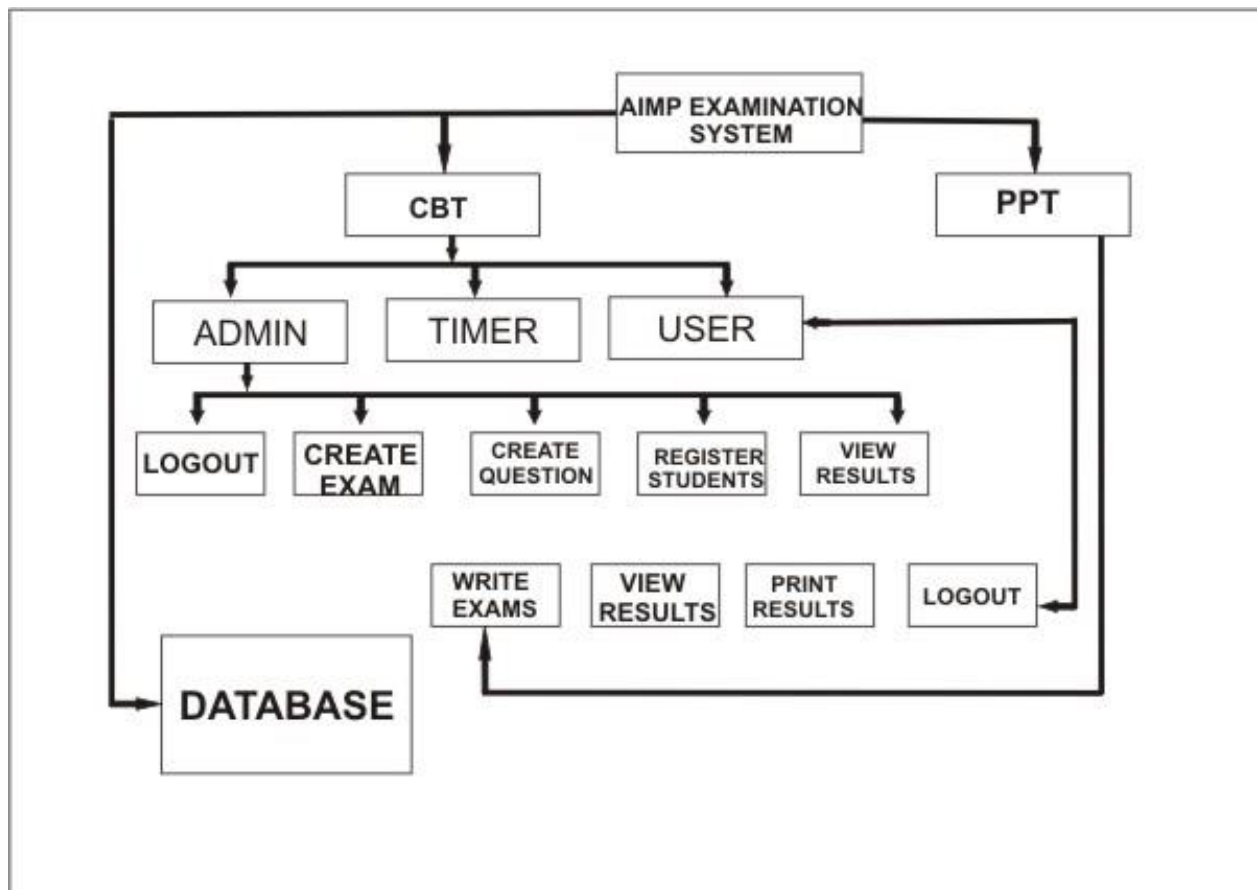 AIMP EXAMINATION
SYSTEM
CBT
PPT
ADMIN
TIMER
USER
LOGOUT
CREATE
EXAM
CREATE
QUESTION
REGISTER
STUDENTS
VIEW
RESULTS
WRITE
EXAMS
VIEW
RESULTS
PRINT
RESULTS
LOGOUT
DATABASE